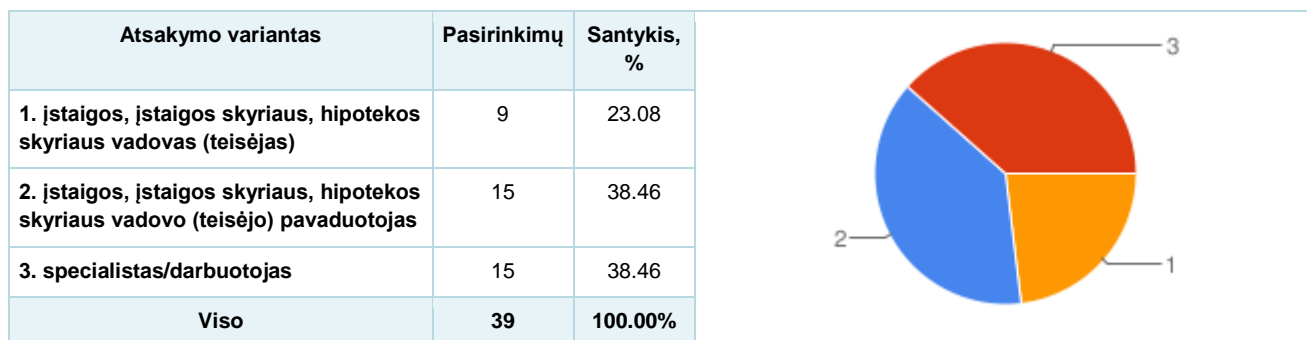 Atsakymo variantas Pasirinkimų Santykis,
%
1. įstaigos, įstaigos skyriaus, hipotekos
skyriaus vadovas (teisėjas) 9 23.08
2. įstaigos, įstaigos skyriaus, hipotekos
skyriaus vadovo (teisėjo) pavaduotojas 15 38.46
3. specialistas/darbuotojas 15 38.46
Viso 39 100.00%
3
2
1